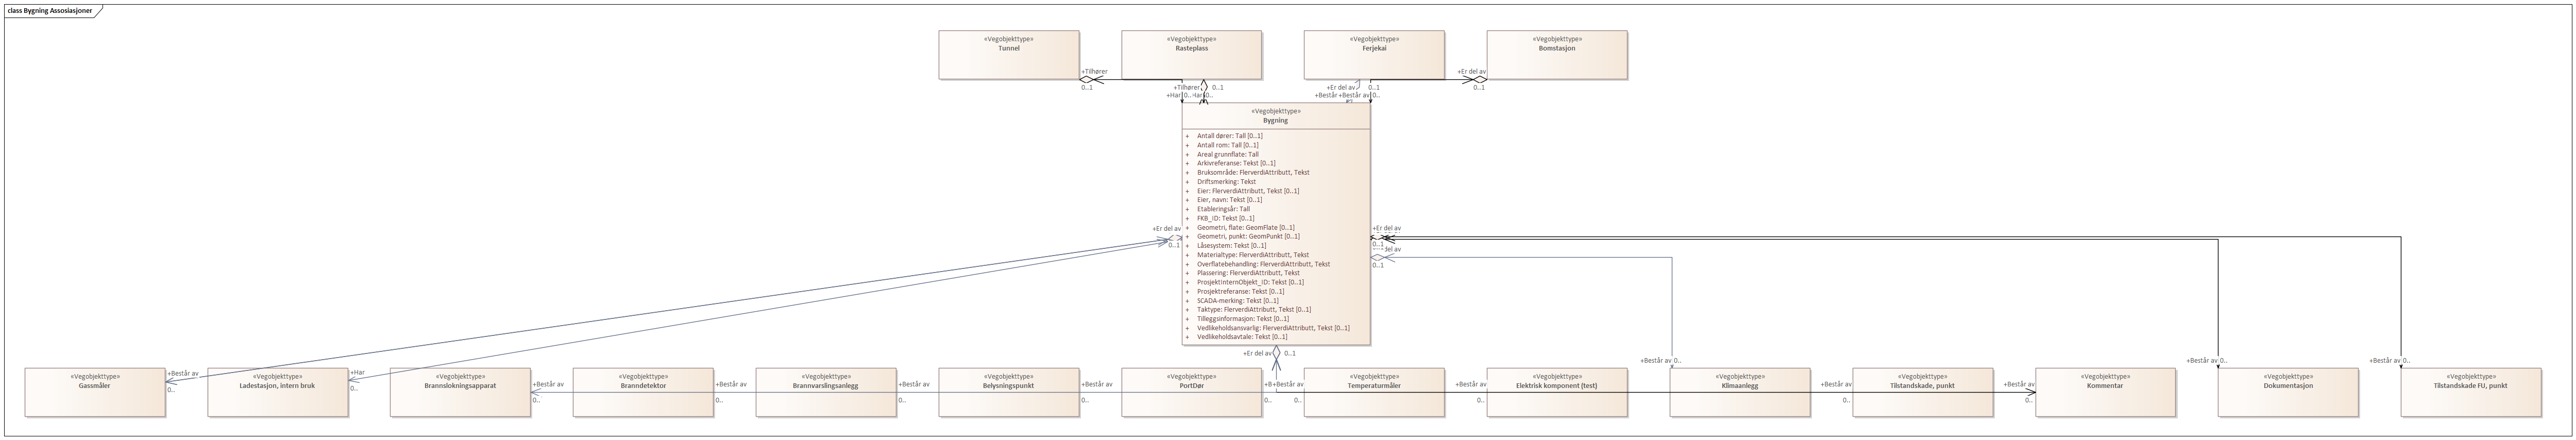 class Bygning Assosiasjoner
«Vegobjekttype»
Tunnel
«Vegobjekttype»
Rasteplass
«Vegobjekttype»
Ferjekai
«Vegobjekttype»
Bomstasjon
+Tilhører
0..1
+Tilhører
0..1
+Er del av
0..1
+Er del av
0..1
+Har
0..
0..
+Består
+Består av
0..
«Vegobjekttype»
Bygning
+ Antall dører: Tall [0..1]
+ Antall rom: Tall [0..1]
+ Areal grunnflate: Tall
+ Arkivreferanse: Tekst [0..1]
+ Bruksområde: FlerverdiAttributt, Tekst
+ Driftsmerking: Tekst
+ Eier: FlerverdiAttributt, Tekst [0..1]
+ Eier, navn: Tekst [0..1]
+ Etableringsår: Tall
+ FKB_ID: Tekst [0..1]
+ Geometri, flate: GeomFlate [0..1]
+ Geometri, punkt: GeomPunkt [0..1]
+ Låsesystem: Tekst [0..1]
+ Materialtype: FlerverdiAttributt, Tekst
+ Overflatebehandling: FlerverdiAttributt, Tekst
+ Plassering: FlerverdiAttributt, Tekst
+ ProsjektInternObjekt_ID: Tekst [0..1]
+ Prosjektreferanse: Tekst [0..1]
+ SCADA-merking: Tekst [0..1]
+ Taktype: FlerverdiAttributt, Tekst [0..1]
+ Tilleggsinformasjon: Tekst [0..1]
+ Vedlikeholdsansvarlig: FlerverdiAttributt, Tekst [0..1]
+ Vedlikeholdsavtale: Tekst [0..1]
+Er del av
0..1
+Er del av
0..1
del av
0..1
+Er del av
0..1
«Vegobjekttype»
Gassmåler
+Består av
0..
«Vegobjekttype»
Ladestasjon, intern bruk
+Har
0..
«Vegobjekttype»
Brannslokningsapparat
+Består av
0..
«Vegobjekttype»
Branndetektor
+Består av
0..
«Vegobjekttype»
Brannvarslingsanlegg
+Består av
0..
«Vegobjekttype»
Belysningspunkt
+Består av
0..
«Vegobjekttype»
PortDør
+B
0..
+Består av
0..
«Vegobjekttype»
Temperaturmåler
+Består av
0..
«Vegobjekttype»
Elektrisk komponent (test)
+Består av
0..
«Vegobjekttype»
Klimaanlegg
+Består av
0..
«Vegobjekttype»
Tilstandskade, punkt
+Består av
0..
«Vegobjekttype»
Kommentar
+Består av
0..
«Vegobjekttype»
Dokumentasjon
+Består av
0..
«Vegobjekttype»
Tilstandskade FU, punkt